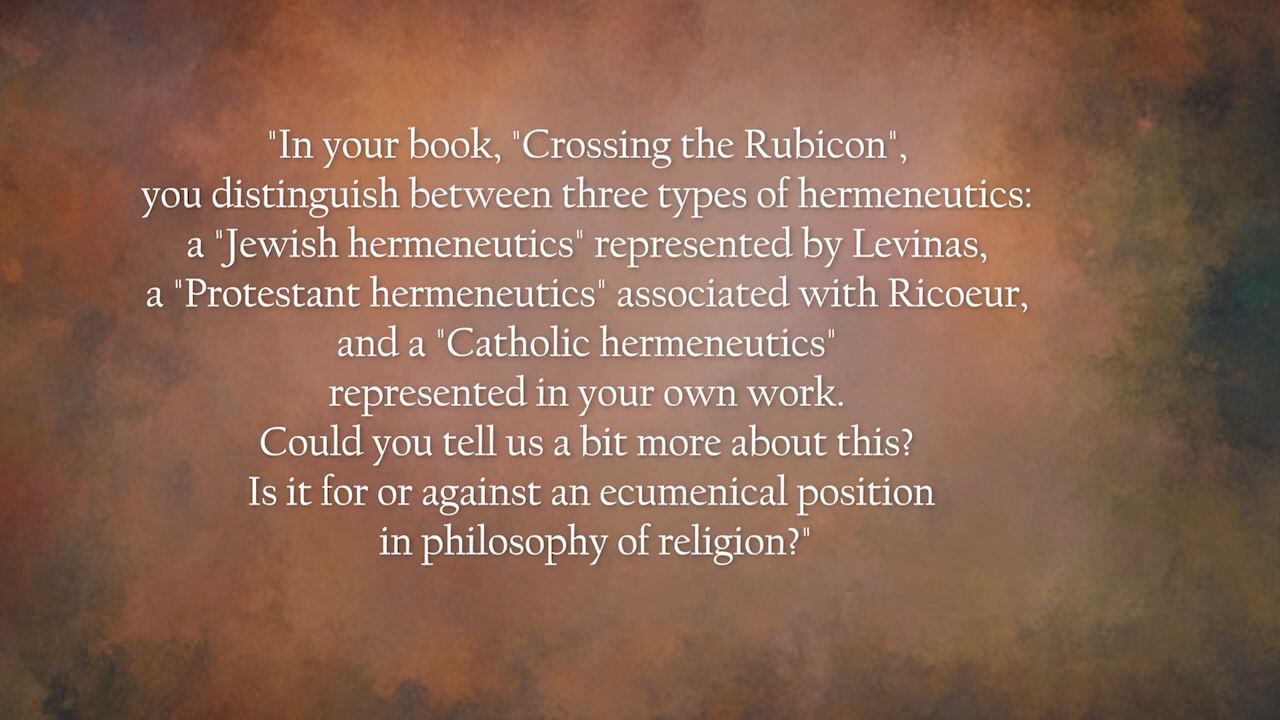 "In your book, "Crossing the Rubicon",
you distinguish between three types of hermeneutics:
a "Jewish hermeneutics" represented by Levinas,
a "Protestant hermeneutics" associated with Ricoeur,
and a "Catholic hermeneutics"
represented in your own work.
Could you tell us a bit more about this?
Is it for or against an ecumenical position
in philosophy of religion?"